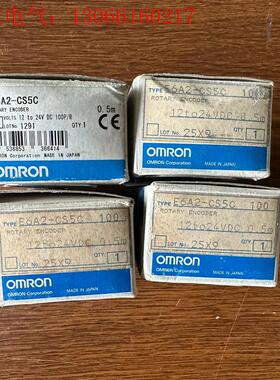 电话：13066160217
6A2-CS5C
VOLTS 12 to 24V DC 100P/R
ROTARY ENCODER 0.5m
LOT No. 1291 QTY 1
536853 366414
OMRON Corporation MADE IN JAPAN
OMRON
TYPE E6A2-CS5C 100
ROTARY ENCODER
12to24VDC 0.5m
LOT No. 25X9 QTY. 1
OMRON
OMRON Corporation
MADE IN JAPAN
TYPE E6A2-CS5C 100
ROTARY ENCODER
12to24VDC 0.5m
LOT No. 25X9 QTY 1
OMRON
OMRON Corporation
MADE IN JAPAN
TYPE E6A2-CS5C 100
ROTARY ENCODER
12to24VDC 0.5m
LOT No. 25X9 QTY. 1
OMRON
OMRON Corporation
MADE IN JAPAN